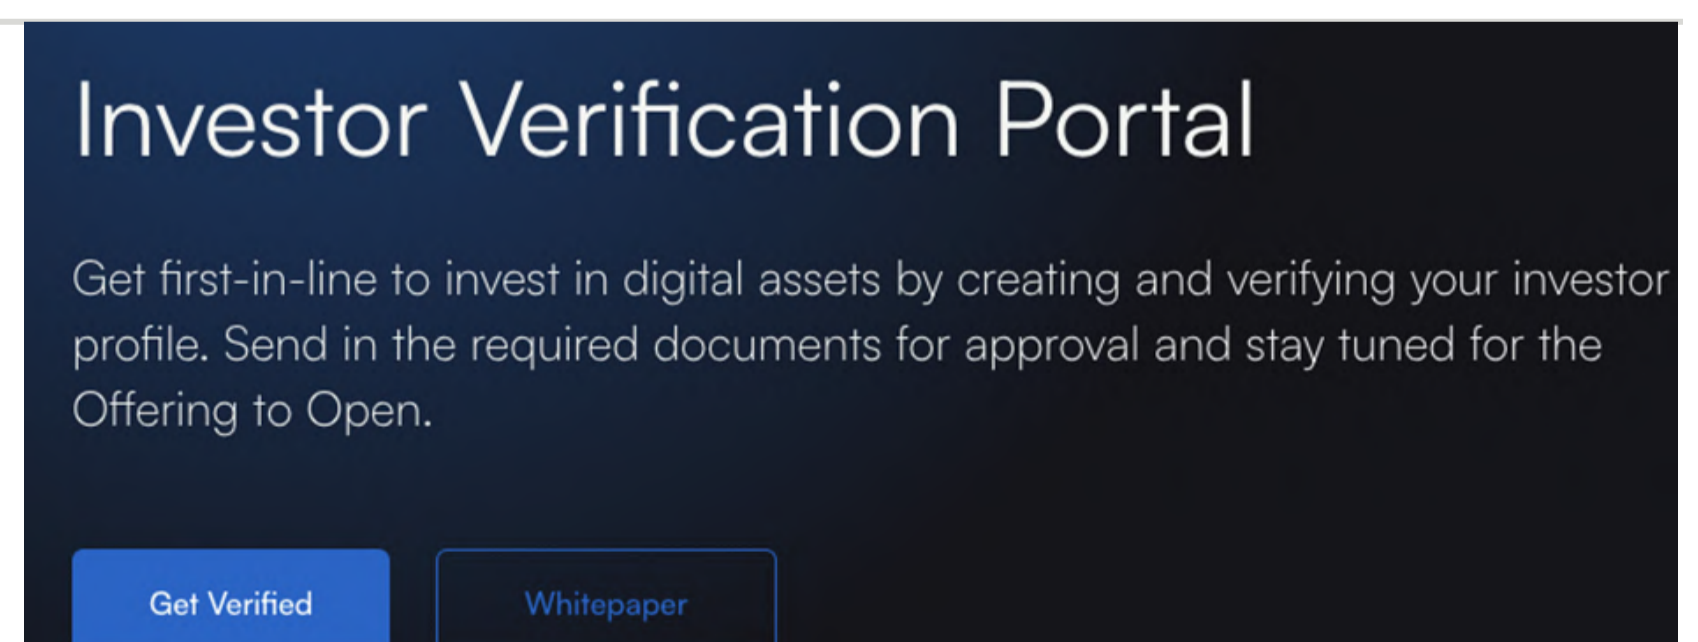 Investor Verification Portal
Get first-in-line to invest in digital assets by creating and verifying your investor
profile. Send in the required documents for approval and stay tuned for the
Offering to Open.
Get Verified
Whitepaper